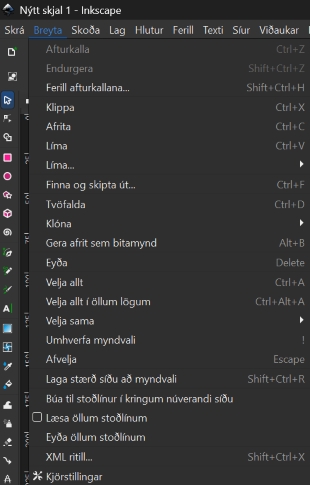 Nýtt skjal 1 - Inkscape
Skrá Breyta Skoða Lag Hlutur Ferill Texti Síur Viðaukar
Afturkalla Ctrl+Z
Endurgera Shift+Ctrl+Z
Ferill afturkallana... Shift+Ctrl+H
Klippa Ctrl+X
Afrita Ctrl+C
Líma Ctrl+V
Líma...
Finna og skipta út... Ctrl+F
Tvöfalda Ctrl+D
Klóna
Gera afrit sem bitamynd Alt+B
Eyða Delete
Velja allt Ctrl+A
Velja allt í öllum lögum Ctrl+Alt+A
Velja sama
Umhverfa myndvali !
Afvelja Escape
Laga stærð síðu að myndvali Shift+Ctrl+R
Búa til stoðlínur í kringum núverandi síðu
Læsa öllum stoðlínum
Eyða öllum stoðlínum
XML ritill... Shift+Ctrl+X
Kjörstillingar